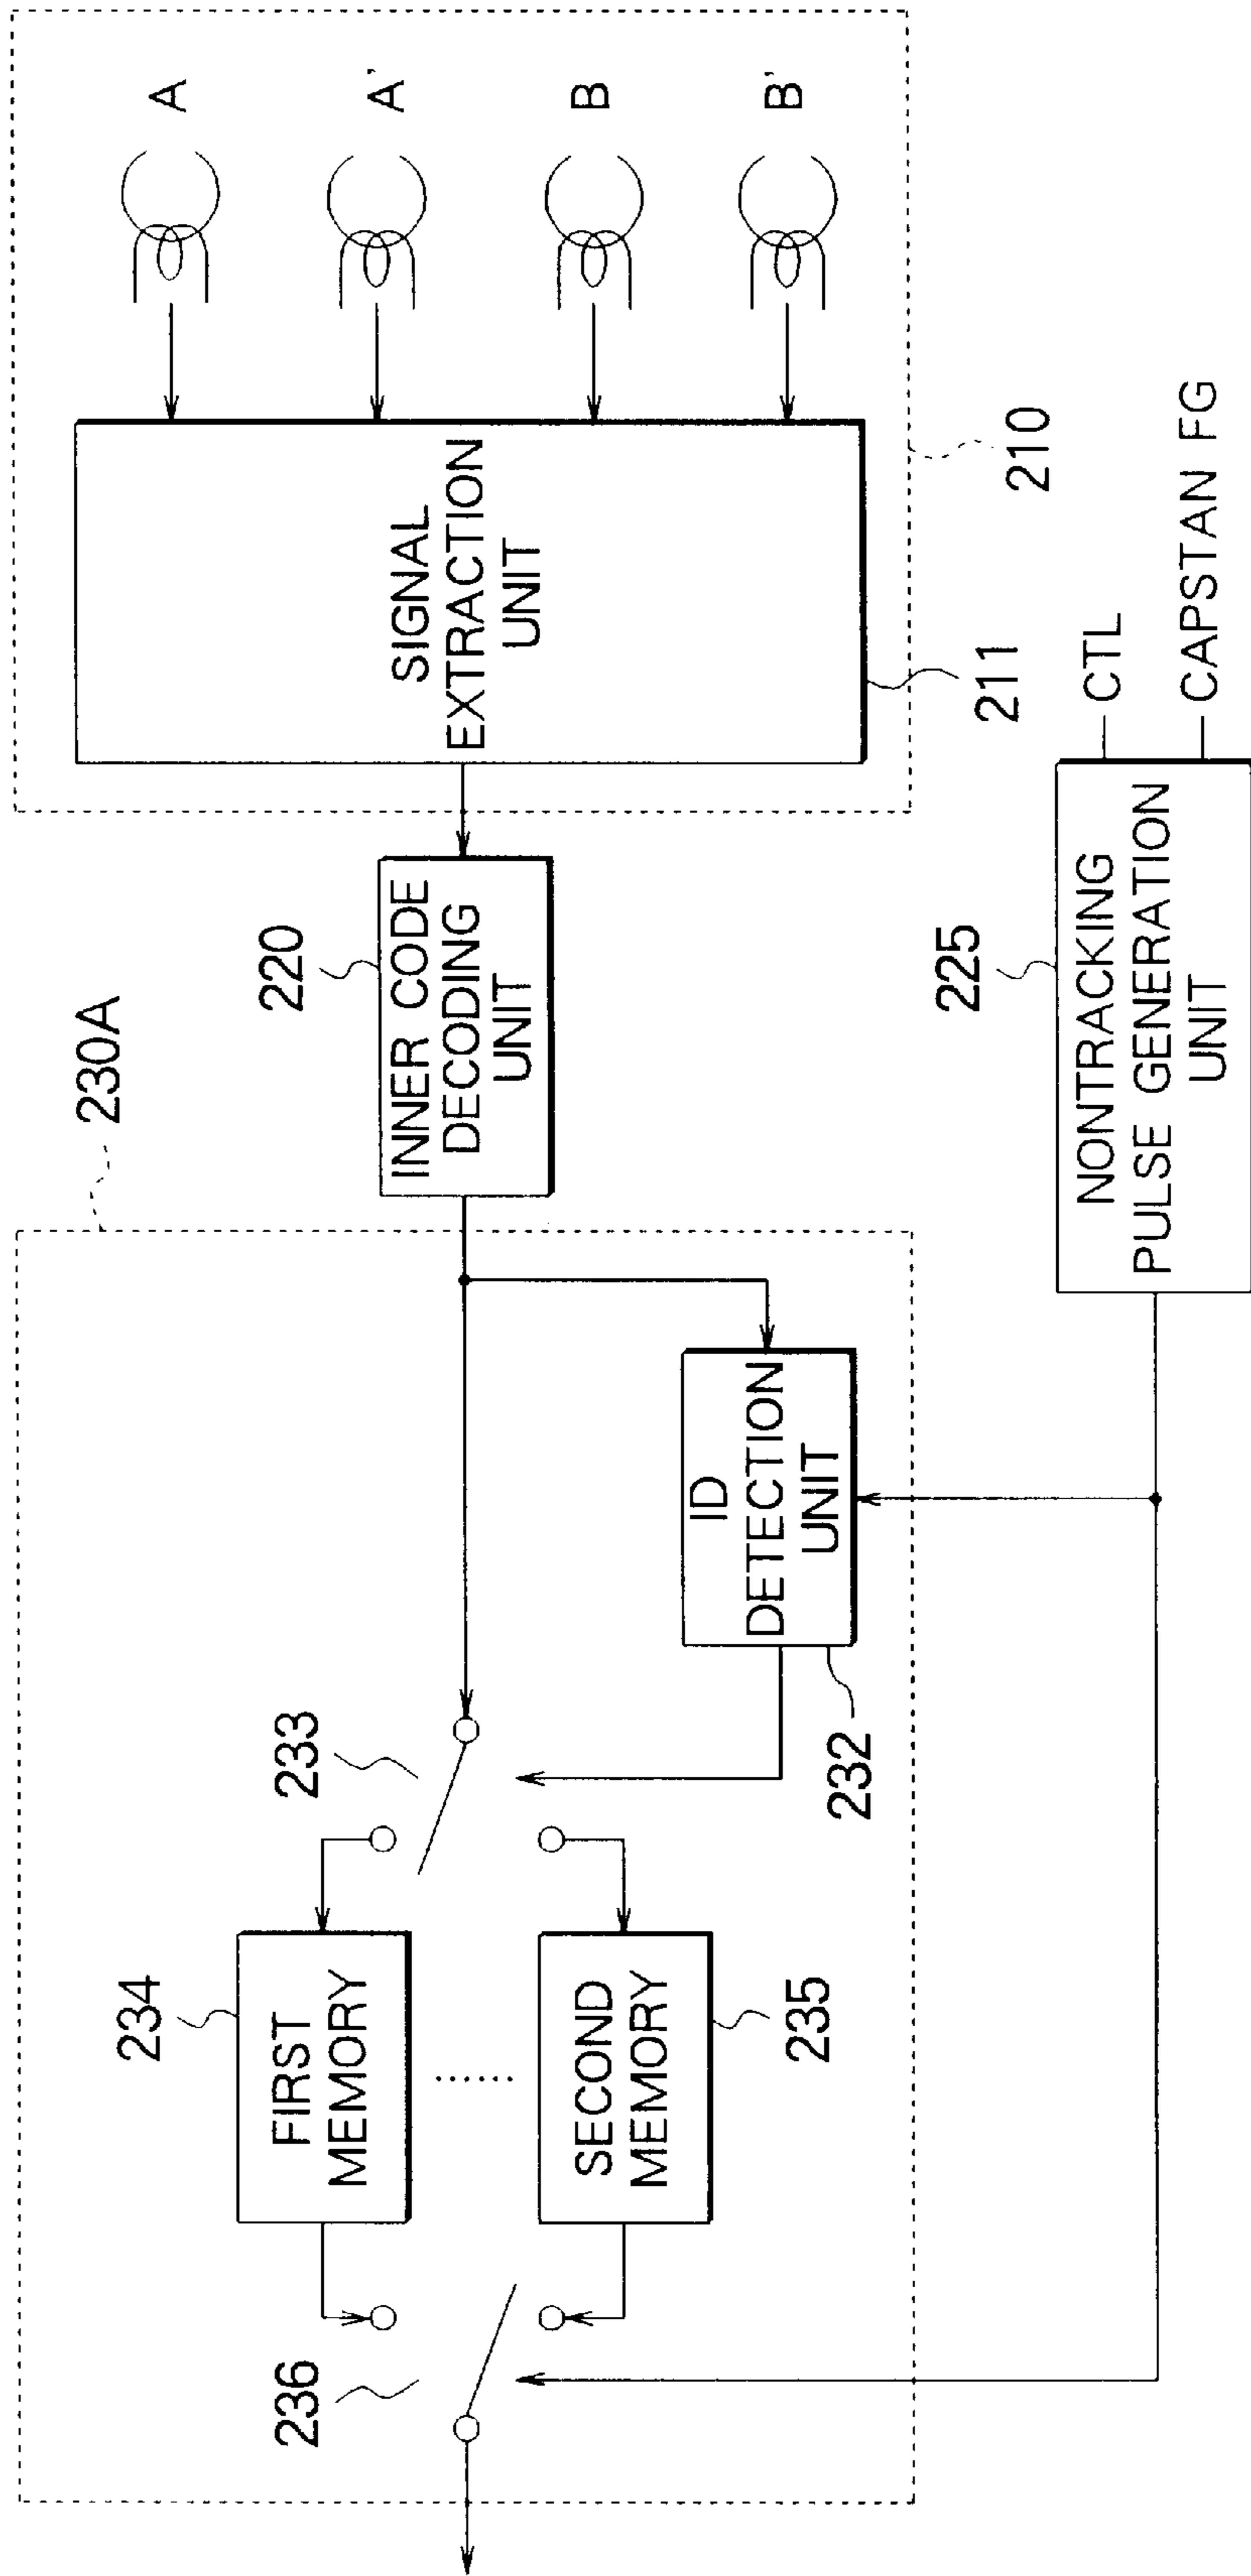 230A
236
234
FIRST
MEMORY
SECOND
MEMORY
235
233
ID
DETECTION
UNIT
232
220
INNER CODE
DECODING
UNIT
SIGNAL
EXTRACTION
UNIT
211
210
A
A'
B
B'
225
NONTRACKING
PULSE GENERATION
UNIT
CTL
CAPSTAN FG